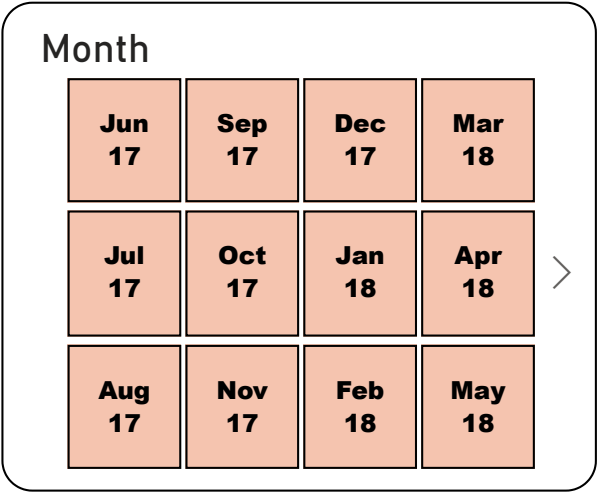 Month
Jun Sep Dec Mar
17 17 17 18
Jul Oct Jan Apr
17 17 18 18
Aug Nov Feb May
17 17 18 18